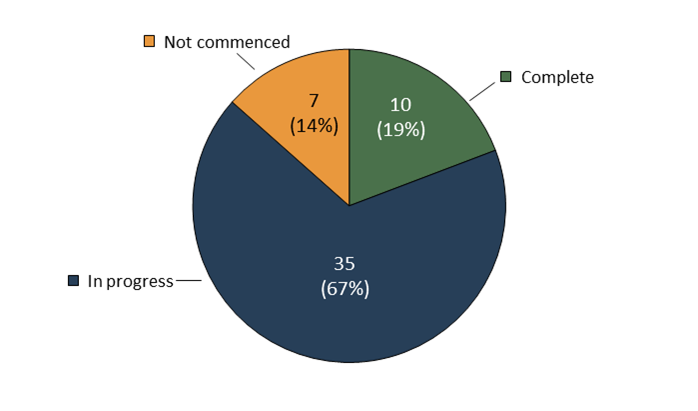 Not commenced
Complete
7
(14%)
10
(19%)
35
(67%)
In progress